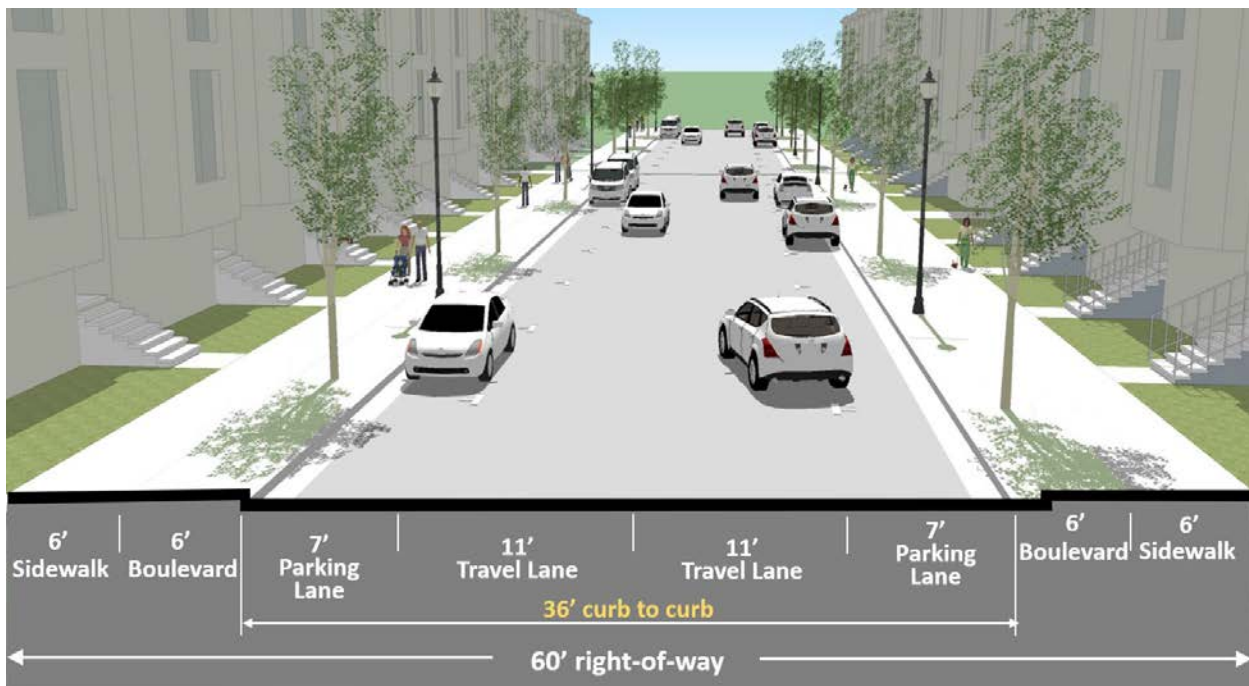 6’
Sidewalk
6’
Boulevard
7’
Parking
Lane
11’
Travel Lane
11’
Travel Lane
7’
Parking
Lane
6’
Boulevard
6’
Sidewalk
36’ curb to curb
60’ right-of-way